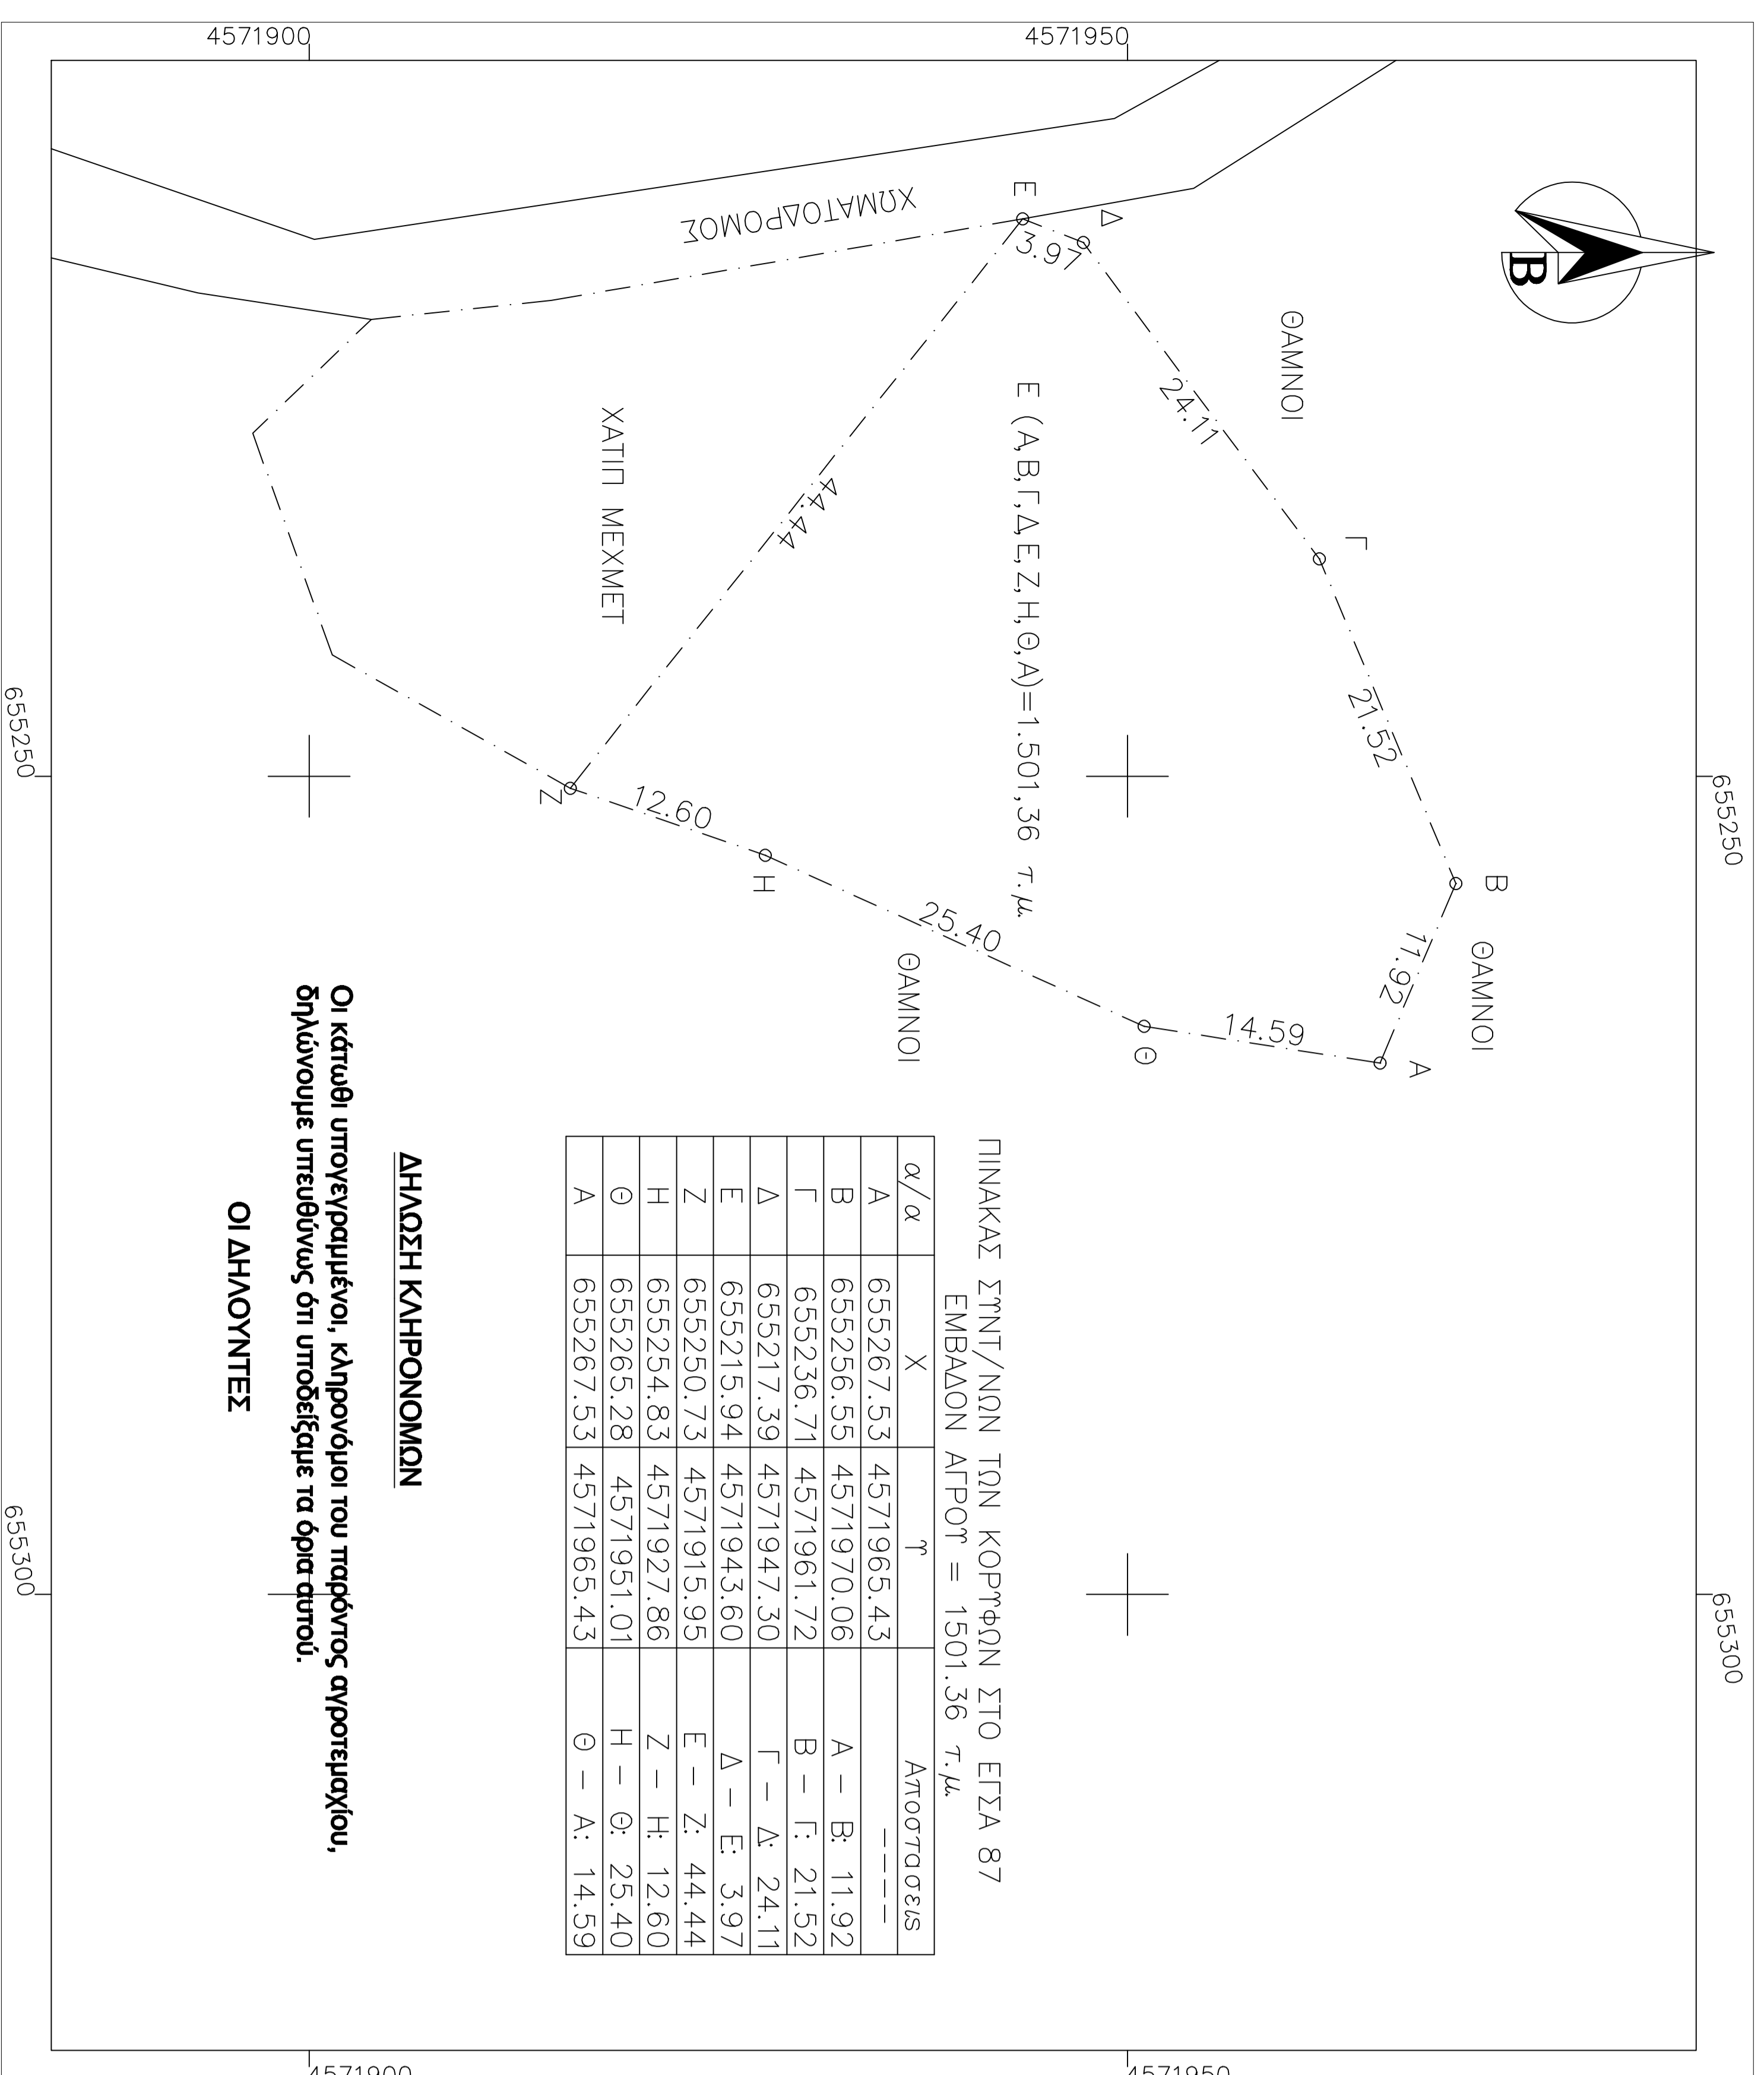 4571900
4571950
655250
655300
655250
655300
4571900
4571950
Β
ΧΩΜΑΤΟΔΡΟΜΟΣ
ΘΑΜΝΟΙ
ΘΑΜΝΟΙ
ΘΑΜΝΟΙ
ΧΑΤΙΠ ΜΕΧΜΕΤ
Α
Β
Γ
Δ
Ε
Ζ
Η
Θ
11.92
21.52
24.11
3.97
44.44
12.60
25.40
14.59
Ε (Α,Β,Γ,Δ,Ε,Ζ,Η,Θ,Α)=1.501,36 τ.μ.
ΠΙΝΑΚΑΣ ΣΥΝΤ/ΝΩΝ ΤΩΝ ΚΟΡΥΦΩΝ ΣΤΟ ΕΓΣΑ 87
ΕΜΒΑΔΟΝ ΑΓΡΟΥ = 1501.36 τ.μ.
α/α Χ Υ Αποστασεις
Α 655267.53 4571965.43 ----
Β 655256.55 4571970.06 Α – Β: 11.92
Γ 655236.71 4571961.72 Β – Γ: 21.52
Δ 655217.39 4571947.30 Γ – Δ: 24.11
Ε 655215.94 4571943.60 Δ – Ε: 3.97
Ζ 655250.73 4571915.95 Ε – Ζ: 44.44
Η 655254.83 4571927.86 Ζ – Η: 12.60
Θ 655265.28 4571951.01 Η – Θ: 25.40
Α 655267.53 4571965.43 Θ – Α: 14.59
ΔΗΛΩΣΗ ΚΛΗΡΟΝΟΜΩΝ
Οι κάτωθι υπογεγραμμένοι, κληρονόμοι του παρόντος αγροτεμαχίου,
δηλώνουμε υπευθύνως ότι υποδείξαμε τα όρια αυτού.
ΟΙ ΔΗΛΟΥΝΤΕΣ